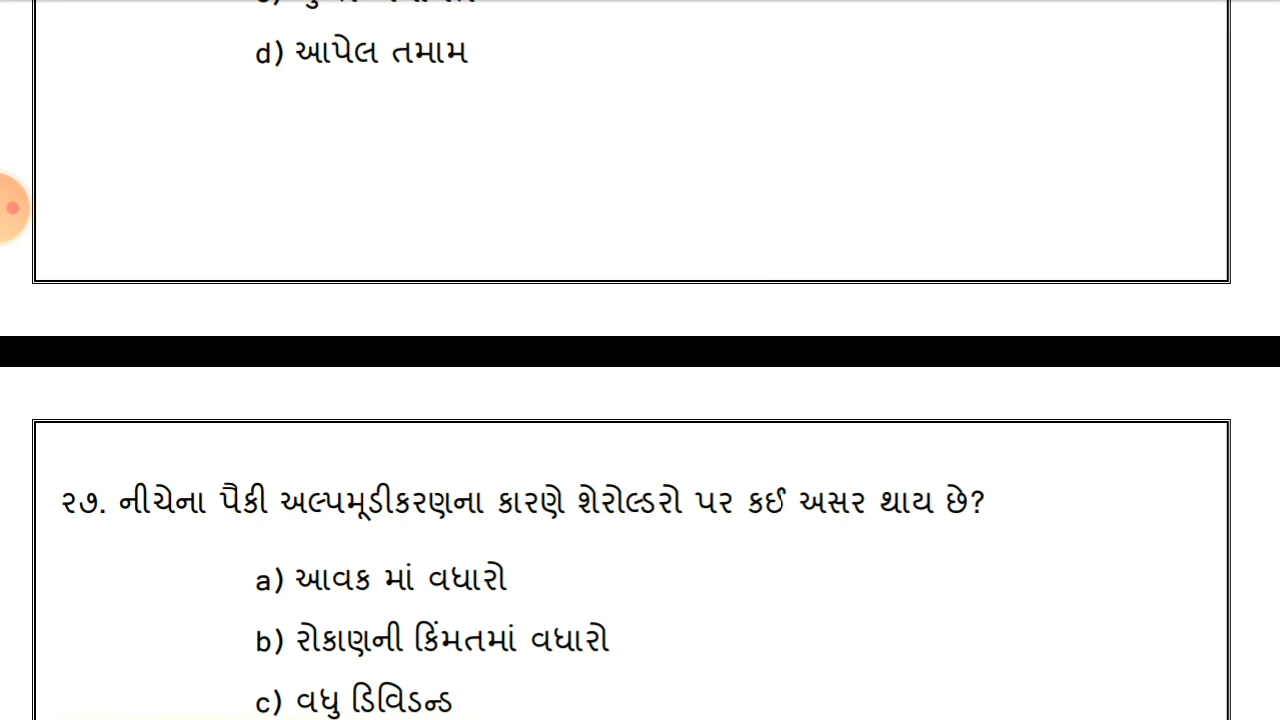 d) આપેલ તમામ
૨૭. નીચેના પૈકી અલ્પમૂડીકરણના કારણે શેરોલ્ડરો પર કઈ અસર થાય છે?
a) આવક માં વધારો
b) રોકાણની કિંમતમાં વધારો
c) વધુ ડિવિડન્ડ